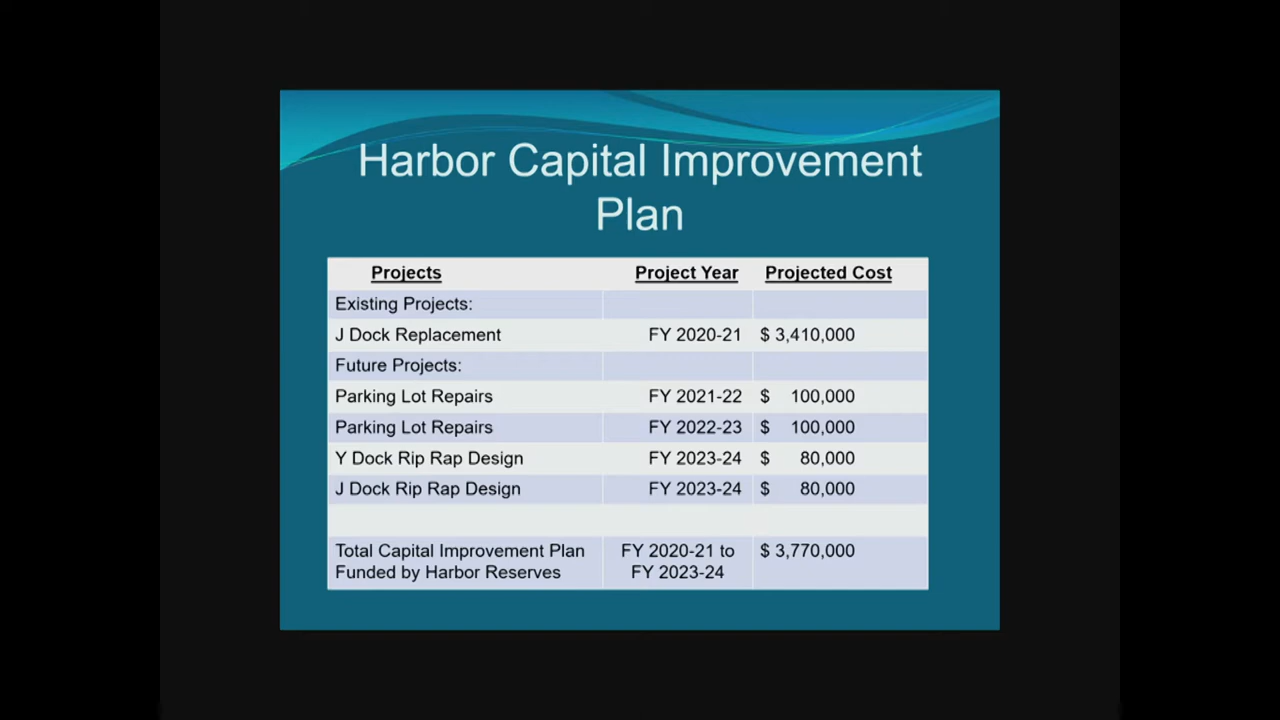 Harbor Capital Improvement
Plan
Projects Project Year Projected Cost
Existing Projects:
J Dock Replacement FY 2020-21 $ 3,410,000
Future Projects:
Parking Lot Repairs FY 2021-22 $ 100,000
Parking Lot Repairs FY 2022-23 $ 100,000
Y Dock Rip Rap Design FY 2023-24 $ 80,000
J Dock Rip Rap Design FY 2023-24 $ 80,000
Total Capital Improvement Plan FY 2020-21 to $ 3,770,000
Funded by Harbor Reserves FY 2023-24